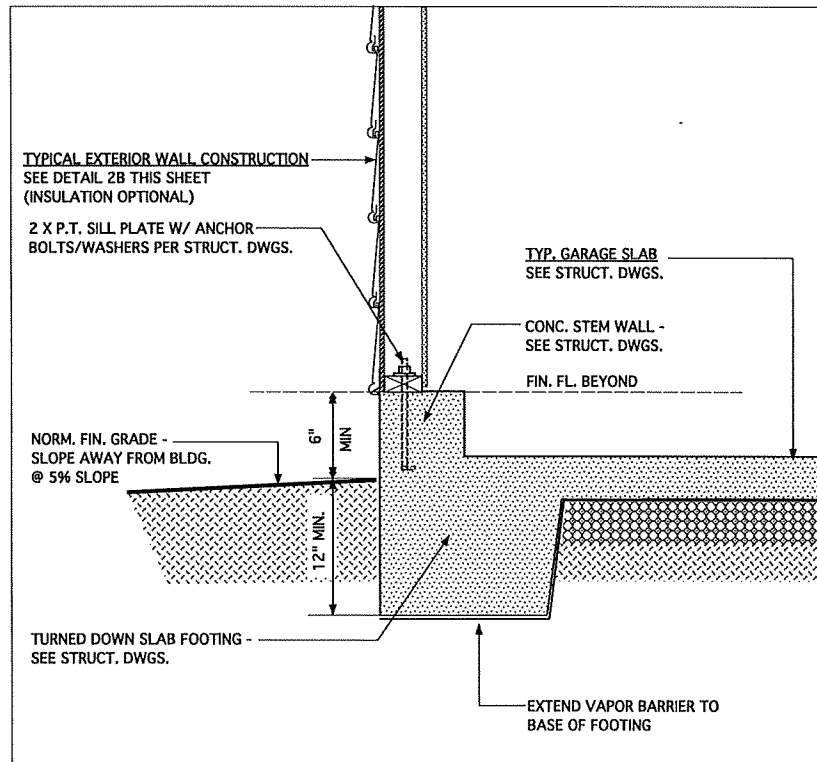 TYPICAL EXTERIOR WALL CONSTRUCTION
SEE DETAIL 2B THIS SHEET
(INSULATION OPTIONAL)
2 X P.T. SILL PLATE W/ ANCHOR
BOLTS/WASHERS PER STRUCT. DWGS.
TYP. GARAGE SLAB
SEE STRUCT. DWGS.
CONC. STEM WALL -
SEE STRUCT. DWGS.
FIN. FL. BEYOND
6"
MIN
NORM. FIN. GRADE -
SLOPE AWAY FROM BLDG.
@ 5% SLOPE
12" MIN.
TURNED DOWN SLAB FOOTING -
SEE STRUCT. DWGS.
EXTEND VAPOR BARRIER TO
BASE OF FOOTING